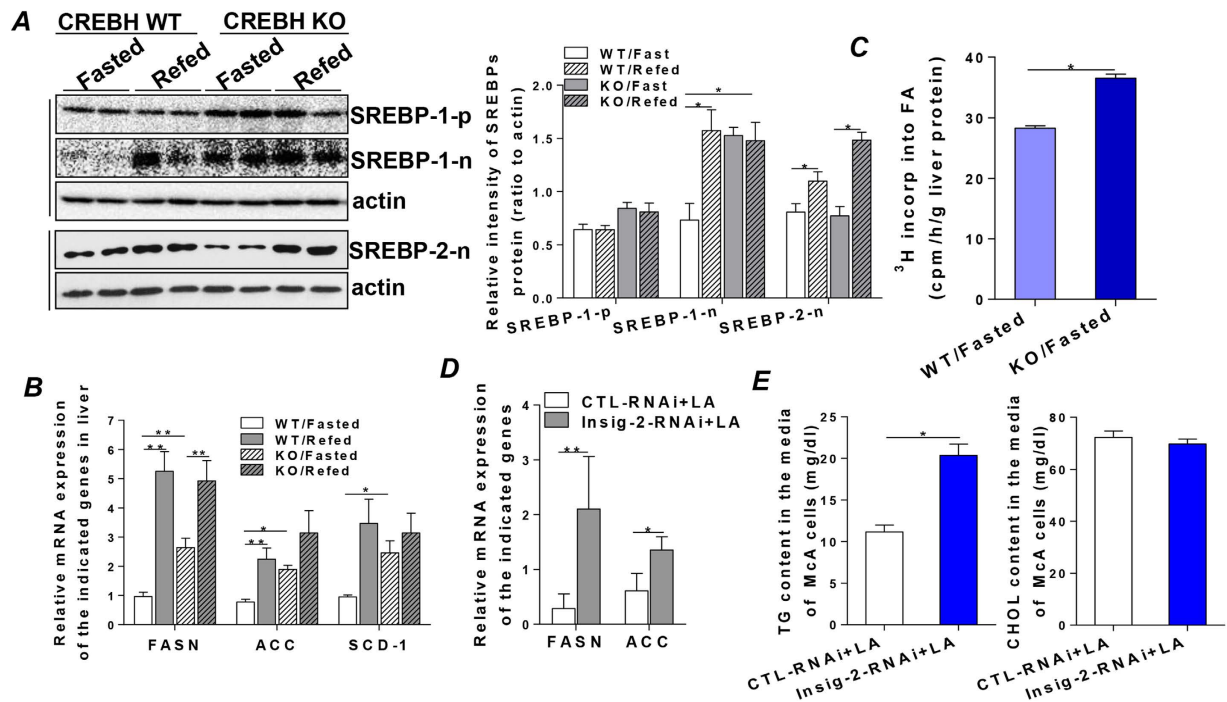 A
CREBH WT
CREBH KO
Fasted
Refed
Fasted
Refed
SREBP-1-p
SREBP-1-n
actin
SREBP-2-n
actin
Relative intensity of SREBPs
protein (ratio to actin)
2.0
1.5
1.0
0.5
0.0
WT/Fast
WT/Refed
KO/Fast
KO/Refed
*
*
*
*
SREBP-1-p
SREBP-1-n
SREBP-2-n
C
3H incorp into FA
(cpm/h/g liver protein)
40
30
20
10
0
*
WT/Fasted
KO/Fasted
B
Relative mRNA expression
of the indicated genes in liver
7
6
5
4
3
2
1
0
WT/Fasted
WT/Refed
KO/Fasted
KO/Refed
**
**
**
*
**
*
FASN
ACC
SCD-1
D
Relative mRNA expression
of the indicated genes
4
3
2
1
0
CTL-RNAi+LA
Insig-2-RNAi+LA
**
*
FASN
ACC
E
TG content in the media
of McA cells (mg/dl)
25
20
15
10
5
0
*
CTL-RNAi+LA
Insig-2-RNAi+LA
CHOL content in the media
of McA cells (mg/dl)
80
60
40
20
0
CTL-RNAi+LA
Insig-2-RNAi+LA